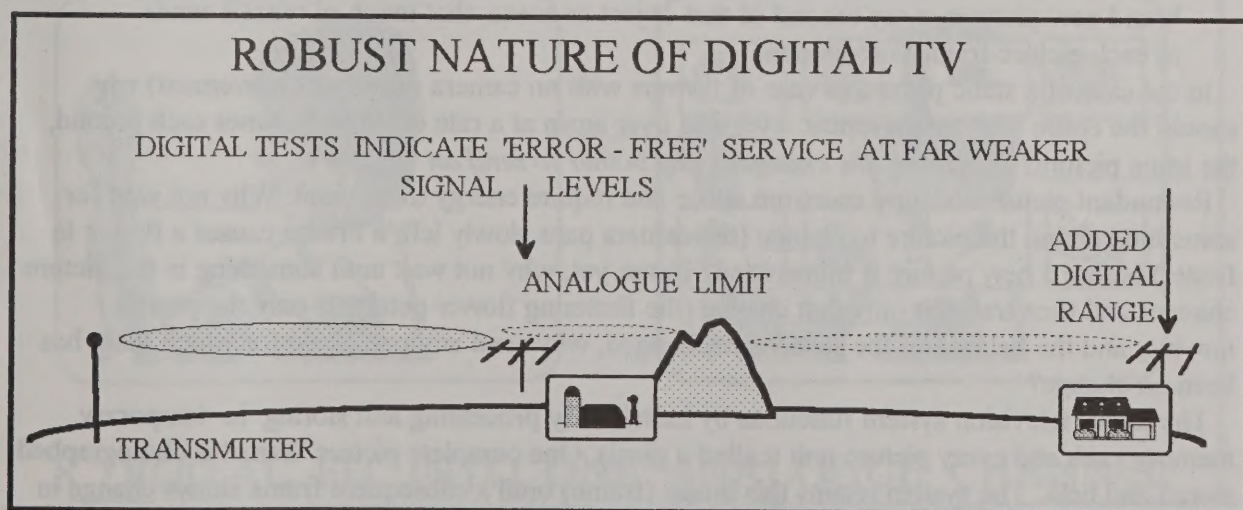 ROBUST NATURE OF DIGITAL TV
DIGITAL TESTS INDICATE 'ERROR - FREE' SERVICE AT FAR WEAKER
SIGNAL LEVELS
ANALOGUE LIMIT
ADDED
DIGITAL
RANGE
TRANSMITTER